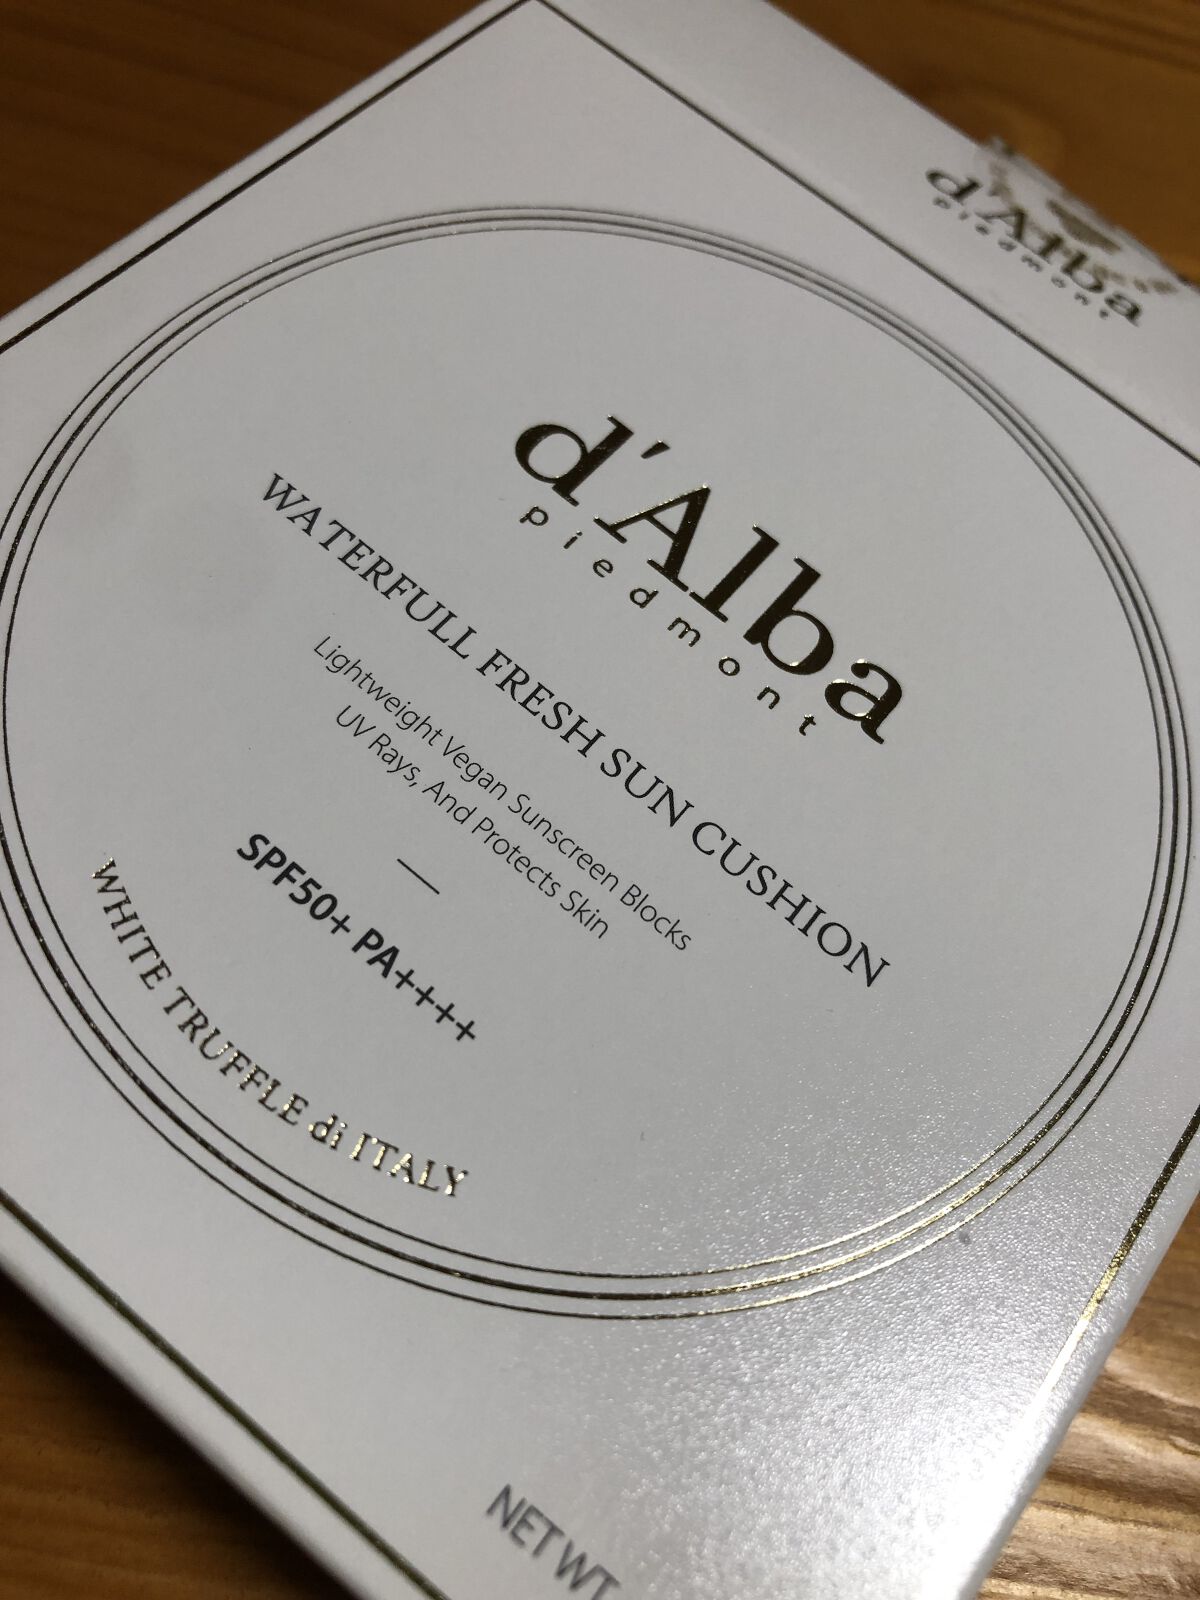 d'Alba
piedmont
d'Alba
piedmont
WATERFULL FRESH SUN CUSHION
Lightweight Vegan Sunscreen Blocks
UV Rays, And Protects Skin
SPF50+ PA++++
WHITE TRUFFLE di ITALY
NET WT.